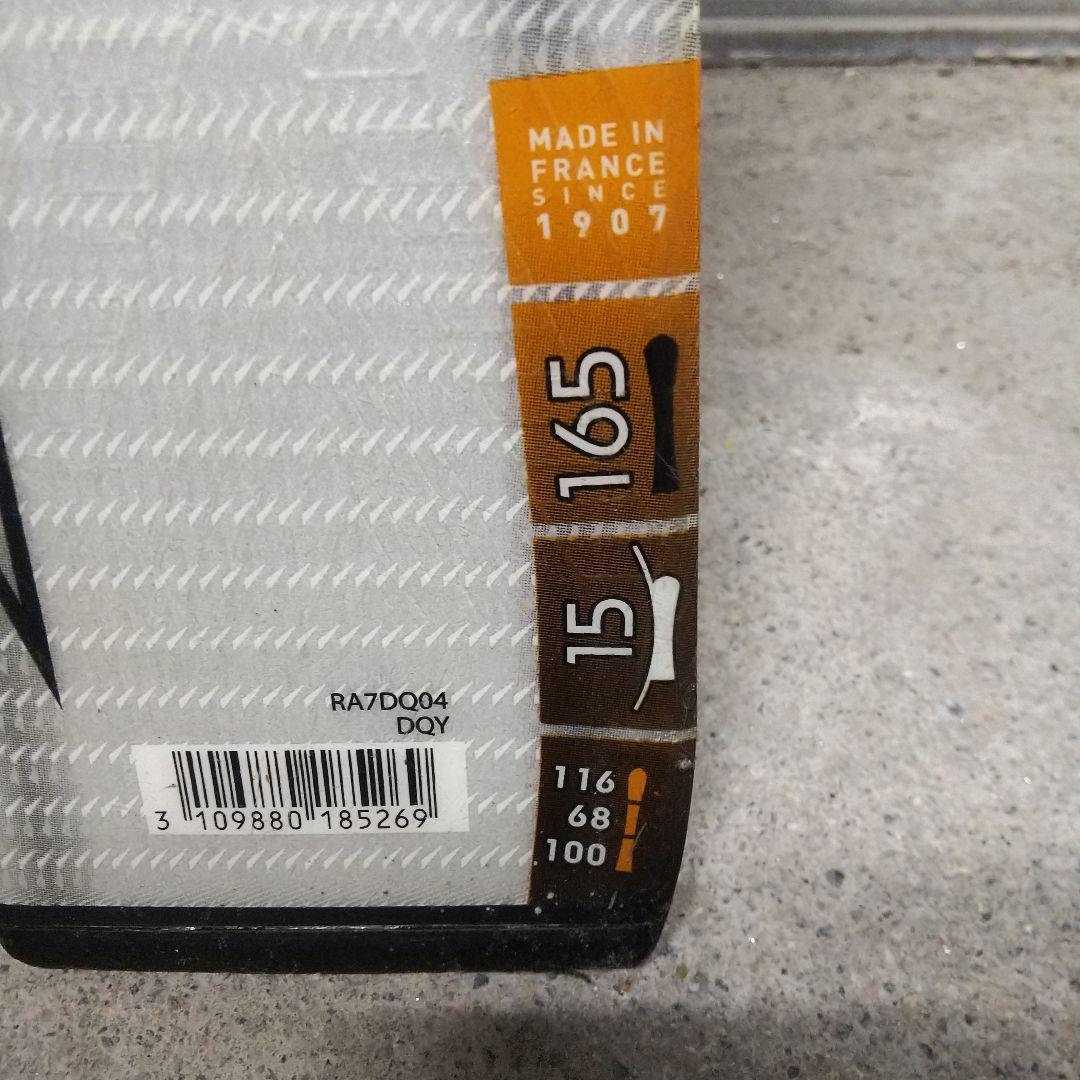 MADE IN
FRANCE
SINCE
1907
165
15
RA7DQ04
DQY
3 109880 185269
116
68
100